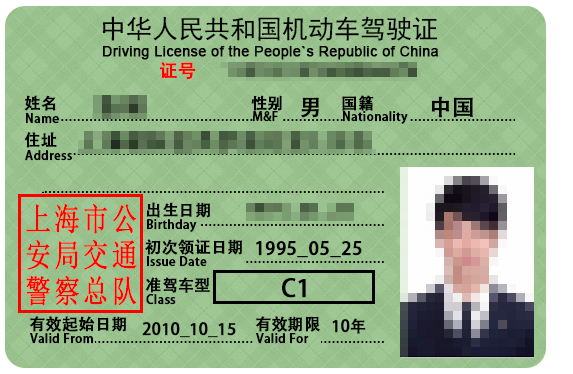 中华人民共和国机动车驾驶证
Driving License of the People`s Republic of China
证号
姓名 性别 男 国籍 中国
Name M&F Nationality
住址
Address
上海市公
安局交通
警察总队
出生日期
Birthday
初次领证日期 1995_05_25
Issue Date
准驾车型 C1
Class
有效起始日期 2010_10_15 有效期限 10年
Valid From Valid For